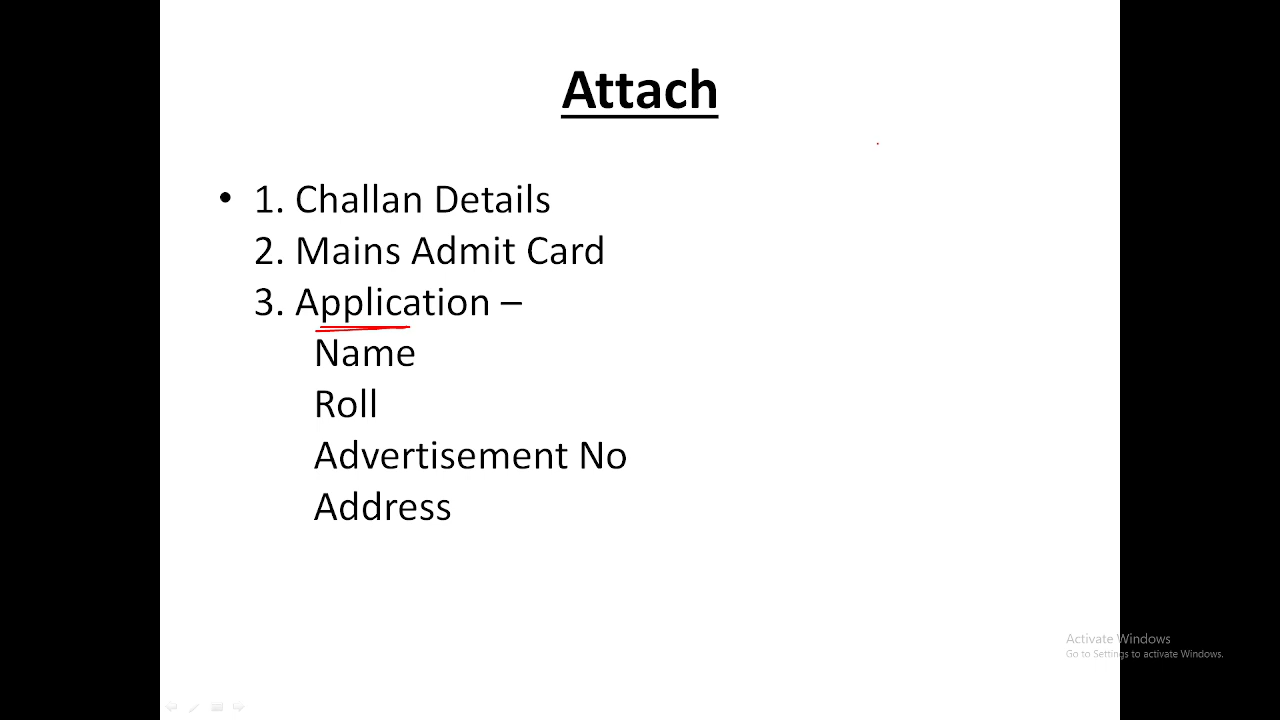 Attach
• 1. Challan Details
2. Mains Admit Card
3. Application –
Name
Roll
Advertisement No
Address
Activate Windows
Go to Settings to activate Windows.